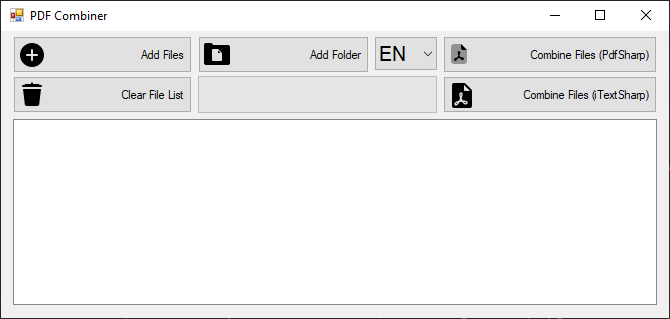 PDF Combiner
Add Files
Add Folder
EN
Combine Files (PdfSharp)
Clear File List
Combine Files (iTextSharp)